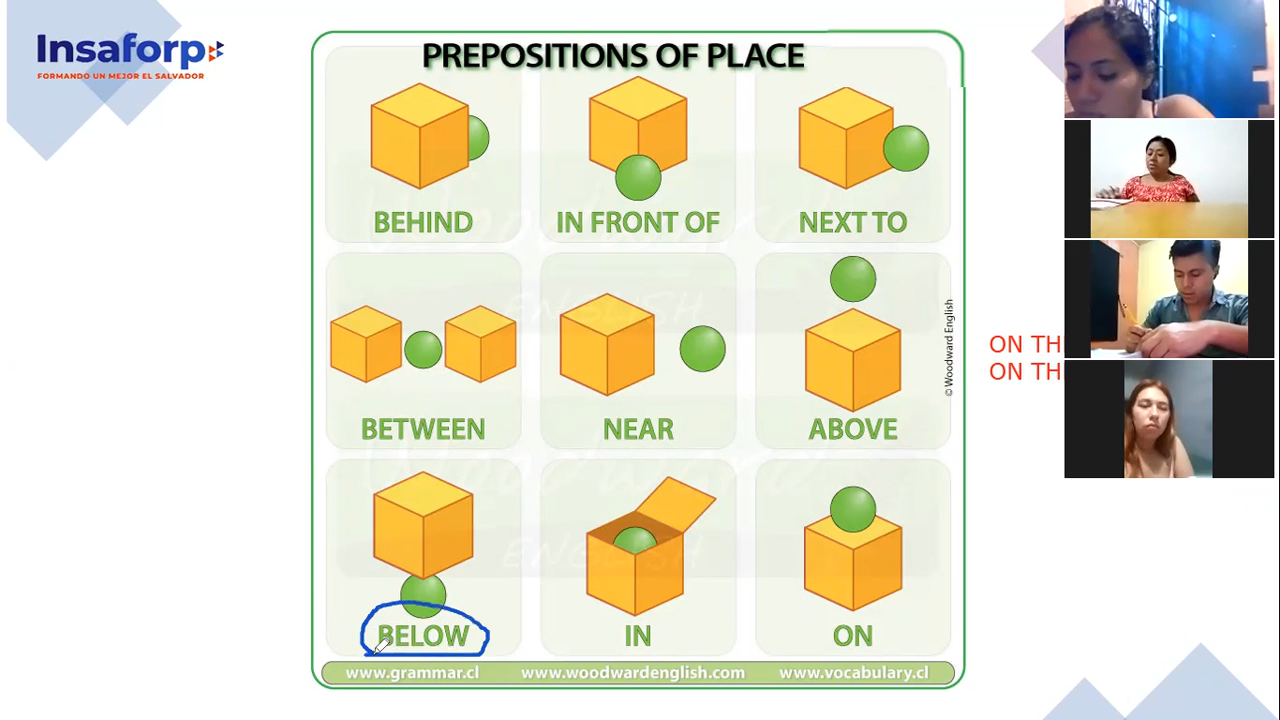 Insaforp
FORMANDO UN MEJOR EL SALVADOR
PREPOSITIONS OF PLACE
BEHIND
IN FRONT OF
NEXT TO
BETWEEN
NEAR
ABOVE
© Woodward English
ON TH
ON TH
BELOW
IN
ON
www.grammar.cl
www.woodwardenglish.com
www.vocabulary.cl